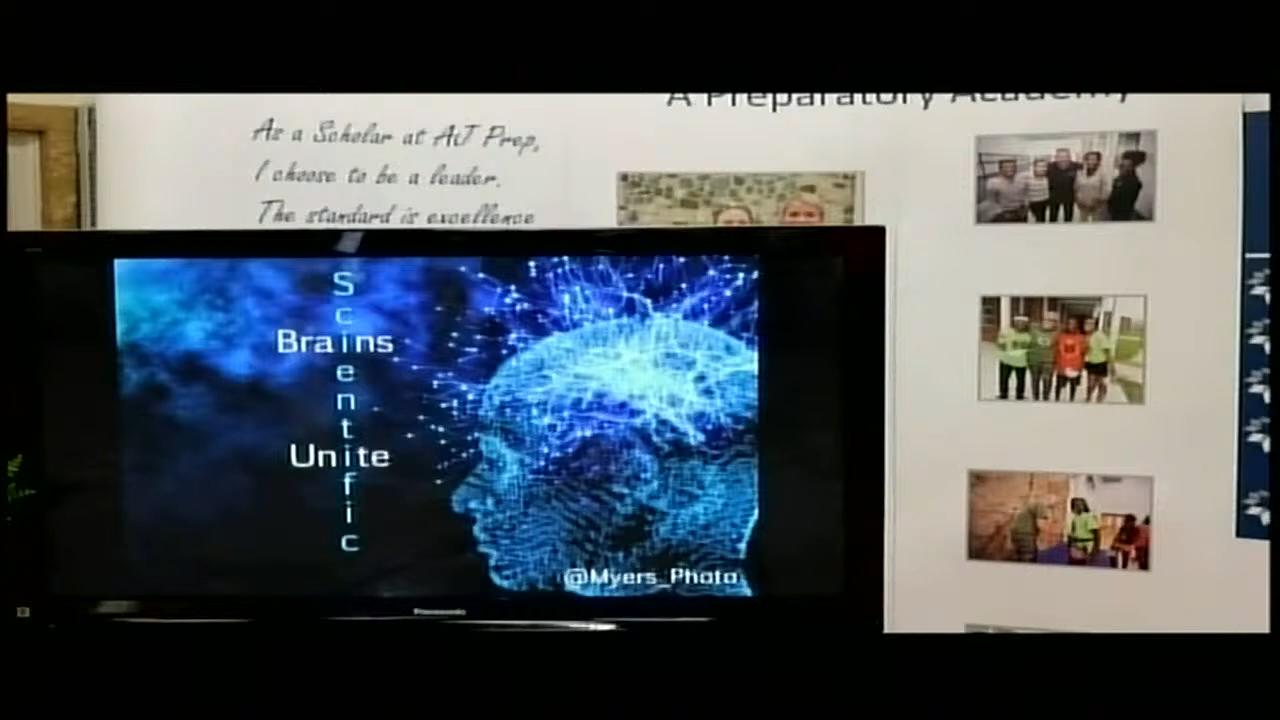 A Preparatory Academy
As a Scholar at AJ Prep,
I choose to be a leader.
The standard is excellence
Scientific
Brains
Unite
@Myers_Photo
Panasonic